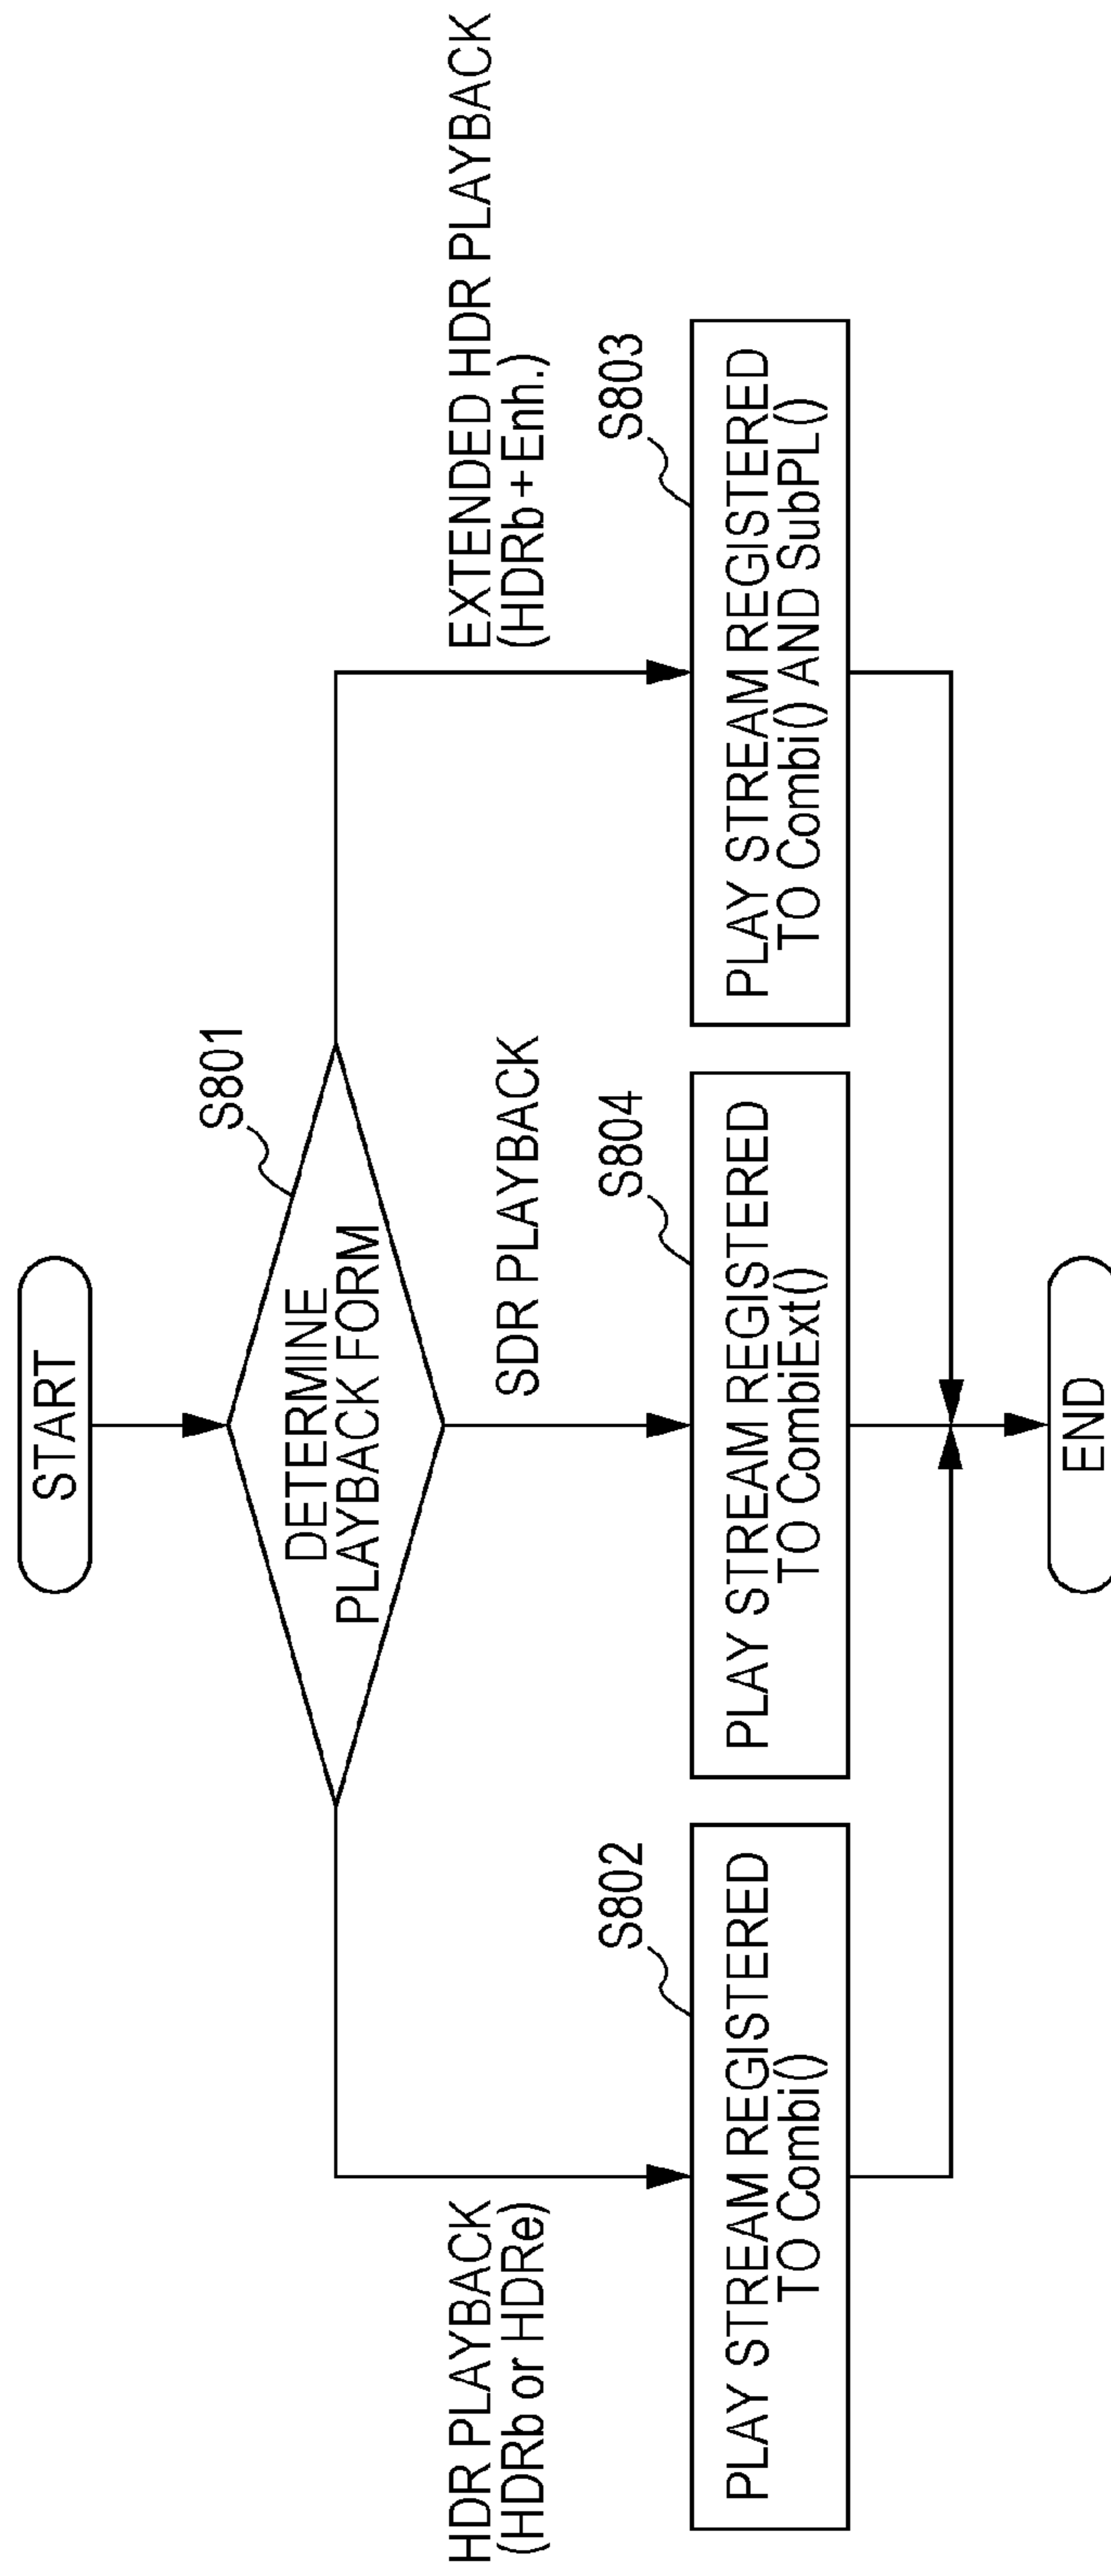 START
S801
DETERMINE
PLAYBACK FORM
HDR PLAYBACK
(HDRb or HDRe)
SDR PLAYBACK
EXTENDED HDR PLAYBACK
(HDRb + Enh.)
S802
PLAY STREAM REGISTERED
TO Combi()
S804
PLAY STREAM REGISTERED
TO CombiExt()
S803
PLAY STREAM REGISTERED
TO Combi() AND SubPL()
END